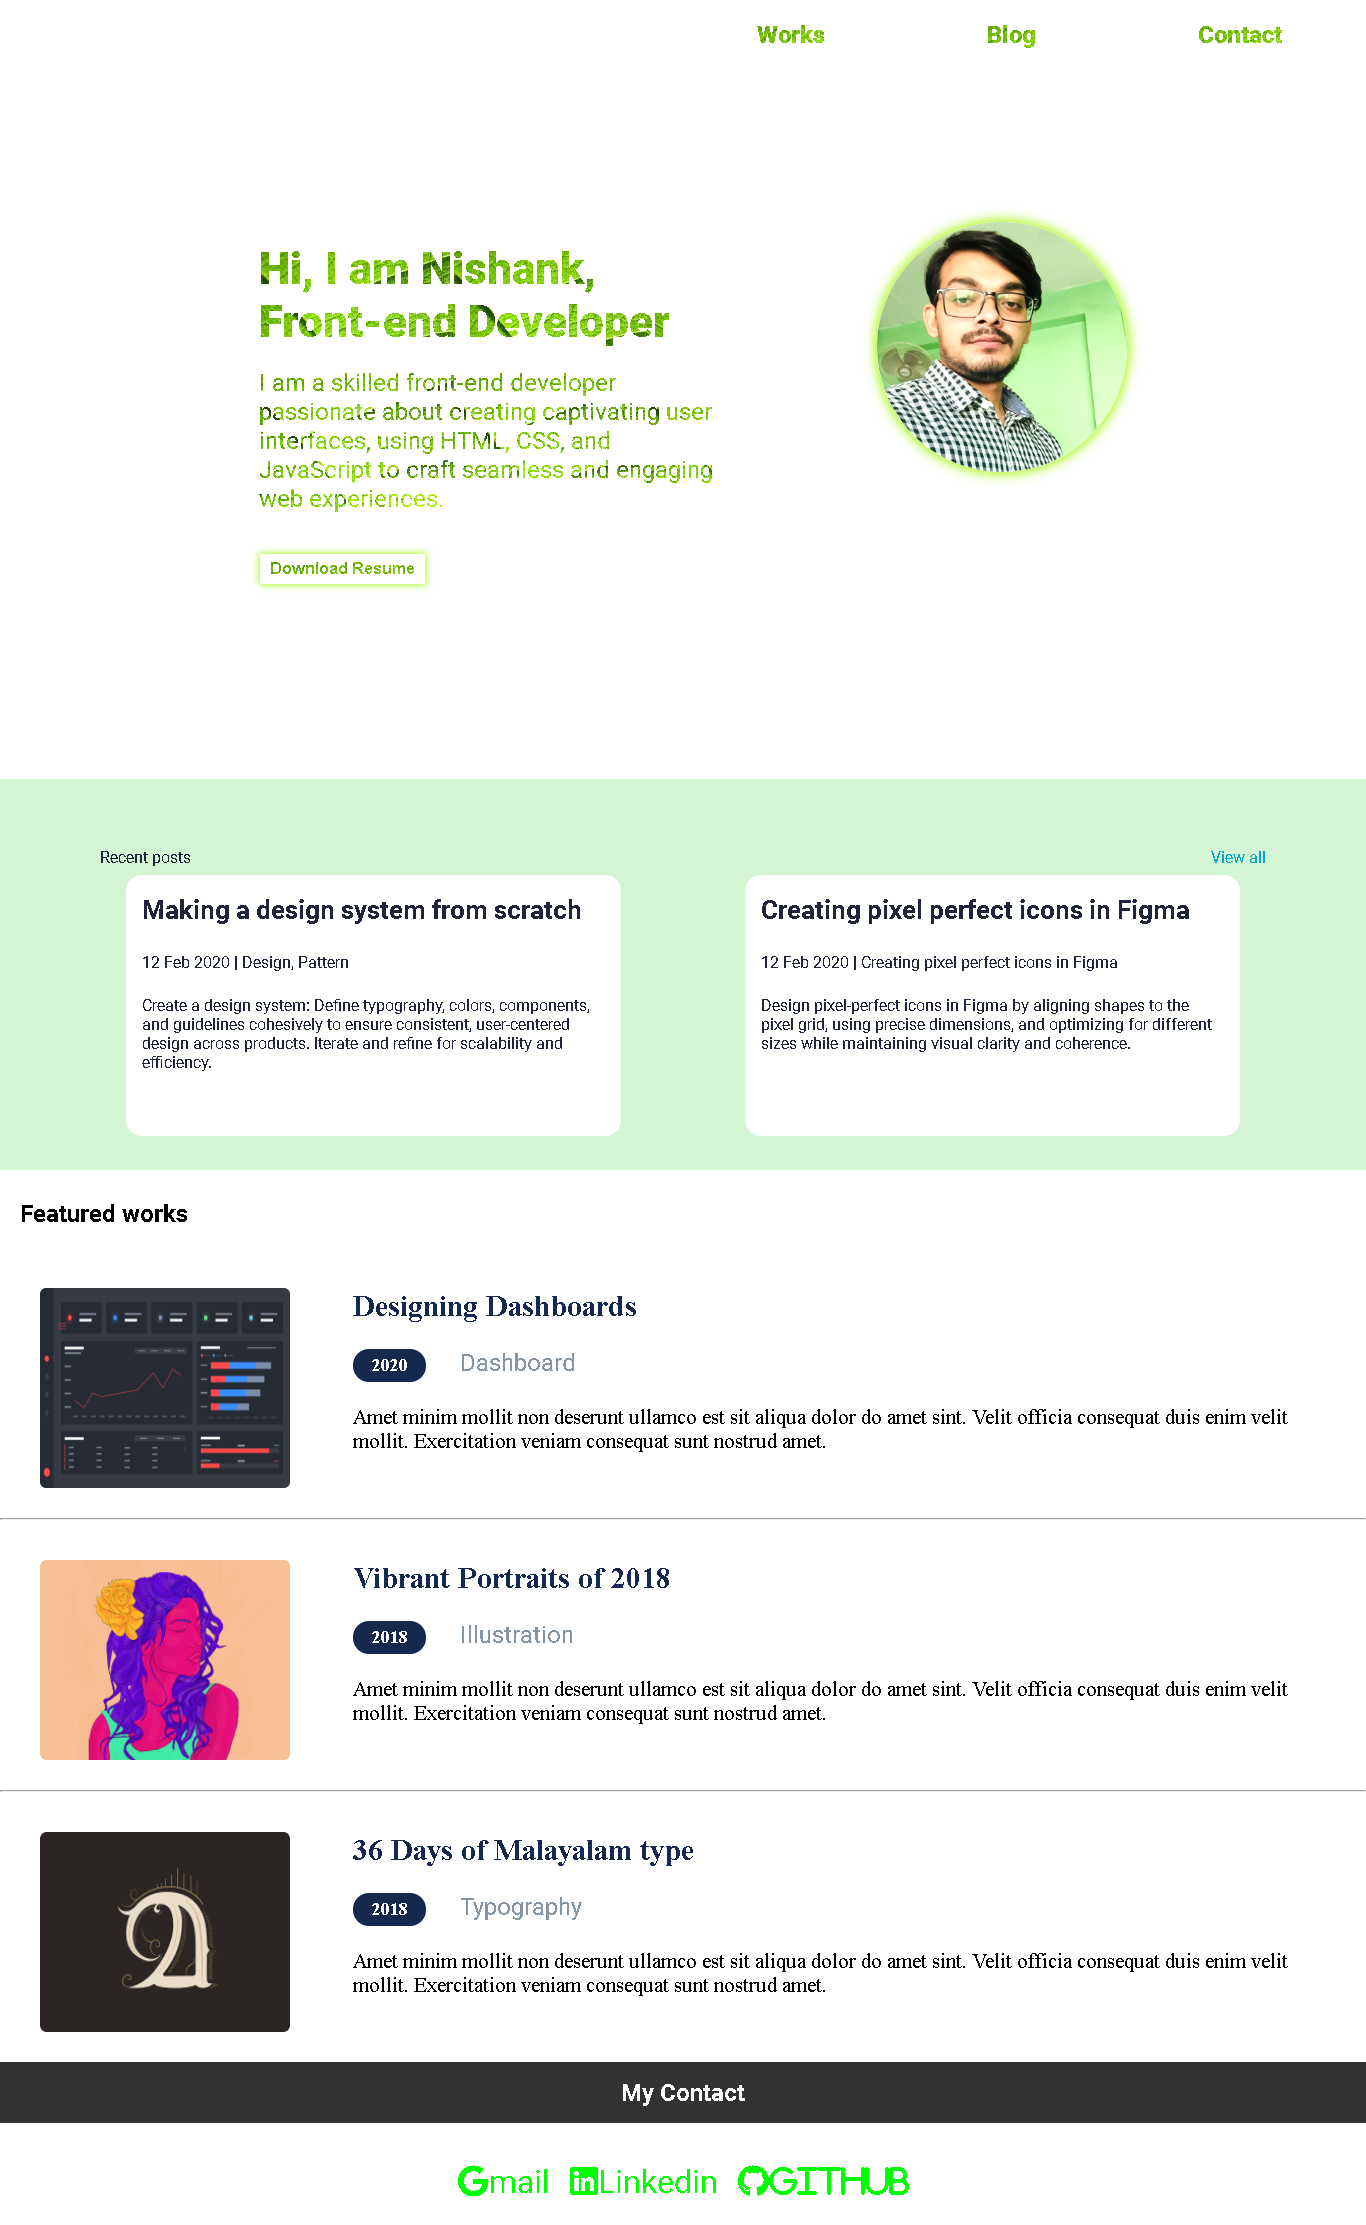 Works Blog Contact
Hi, I am Nishank,
Front-end Developer
I am a skilled front-end developer
passionate about creating captivating user
interfaces, using HTML, CSS, and
JavaScript to craft seamless and engaging
web experiences.
Download Resume
Recent posts View all
Making a design system from scratch
12 Feb 2020 | Design, Pattern
Create a design system: Define typography, colors, components,
and guidelines cohesively to ensure consistent, user-centered
design across products. Iterate and refine for scalability and
efficiency.
Creating pixel perfect icons in Figma
12 Feb 2020 | Creating pixel perfect icons in Figma
Design pixel-perfect icons in Figma by aligning shapes to the
pixel grid, using precise dimensions, and optimizing for different
sizes while maintaining visual clarity and coherence.
Featured works
Designing Dashboards
2020 Dashboard
Amet minim mollit non deserunt ullamco est sit aliqua dolor do amet sint. Velit officia consequat duis enim velit
mollit. Exercitation veniam consequat sunt nostrud amet.
Vibrant Portraits of 2018
2018 Illustration
Amet minim mollit non deserunt ullamco est sit aliqua dolor do amet sint. Velit officia consequat duis enim velit
mollit. Exercitation veniam consequat sunt nostrud amet.
36 Days of Malayalam type
2018 Typography
Amet minim mollit non deserunt ullamco est sit aliqua dolor do amet sint. Velit officia consequat duis enim velit
mollit. Exercitation veniam consequat sunt nostrud amet.
My Contact
Gmail inLinkedin GITHUB